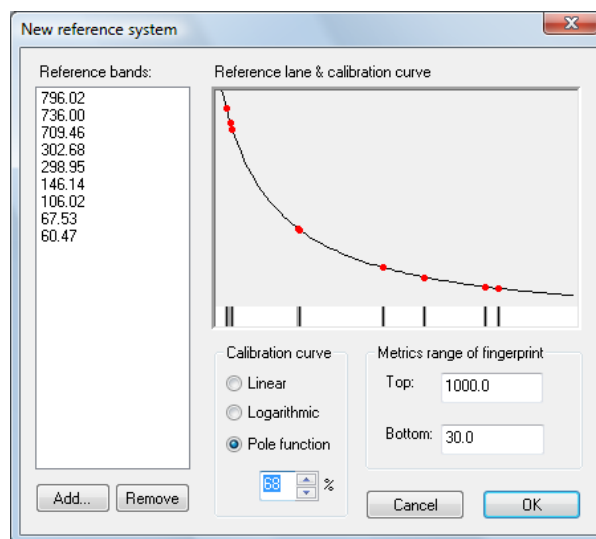 New reference system
Reference bands:
796.02
736.00
709.46
302.68
298.95
146.14
106.02
67.53
60.47
Add...
Remove
Reference lane & calibration curve
Calibration curve
Linear
Logarithmic
Pole function
68 %
Metrics range of fingerprint
Top: 1000.0
Bottom: 30.0
Cancel
OK